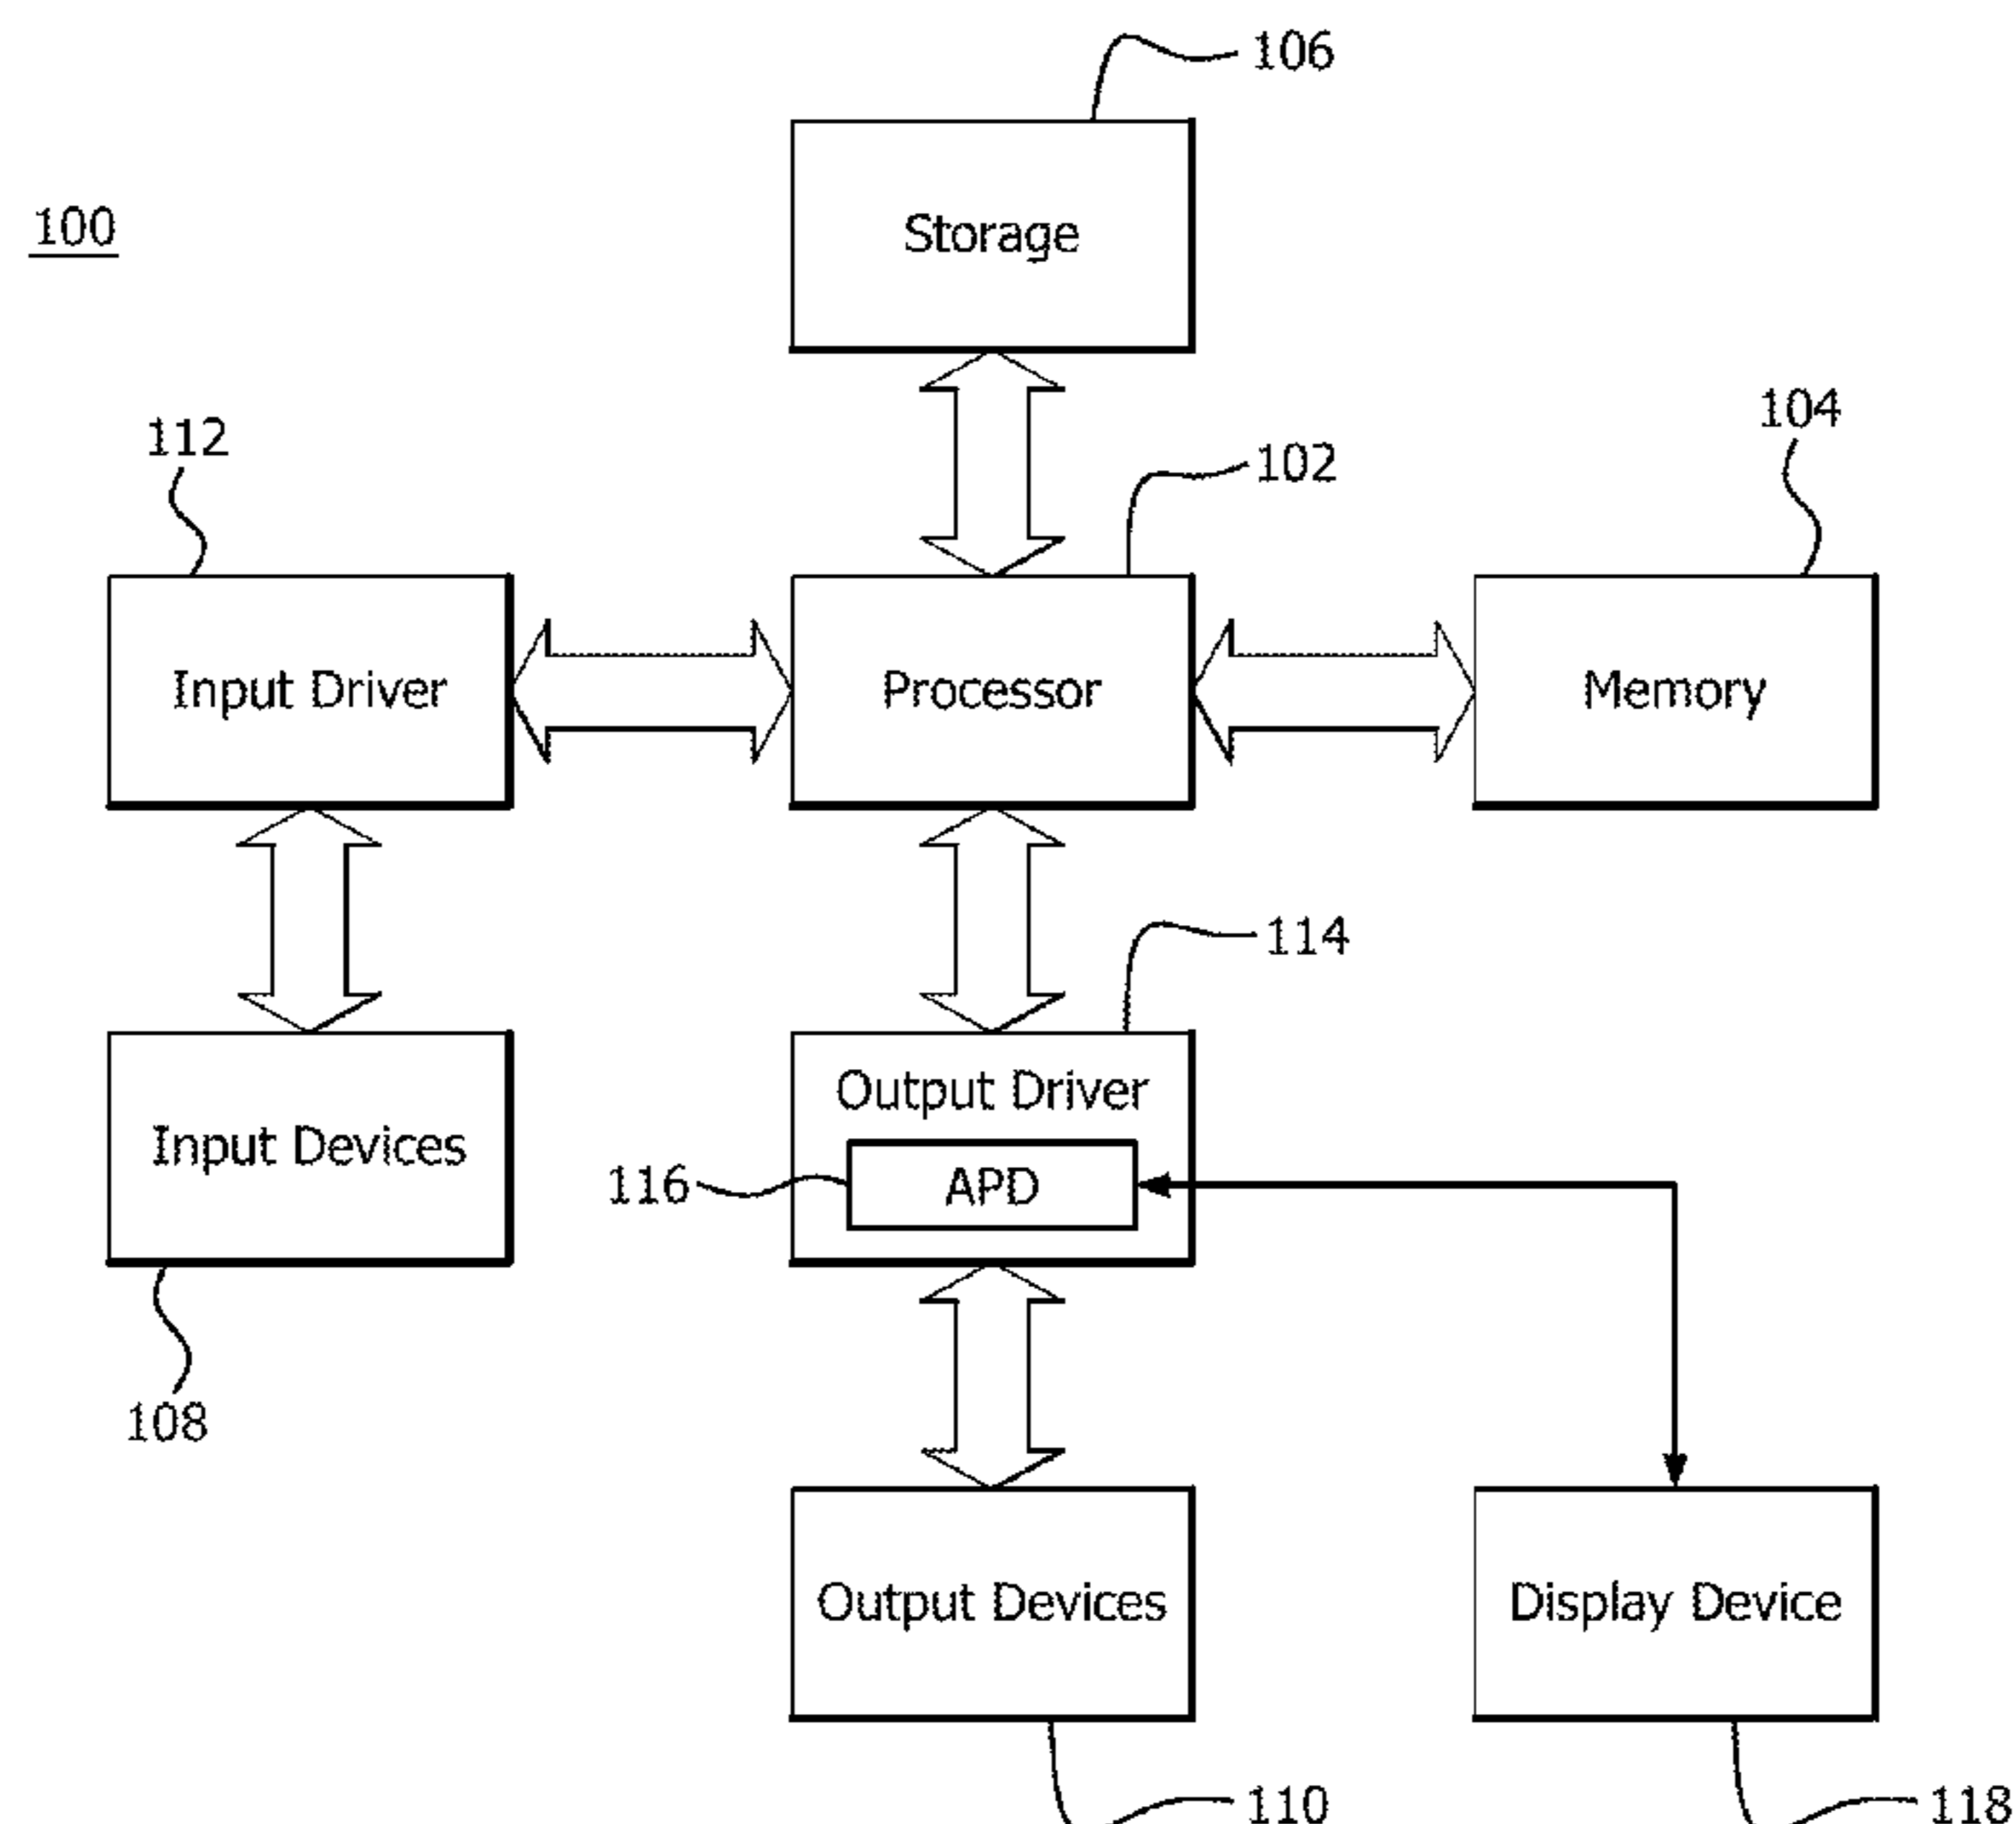 106
100
Storage
112
102
104
Input Driver
Processor
Memory
114
Output Driver
Input Devices
116
APD
108
Output Devices
Display Device
110
118